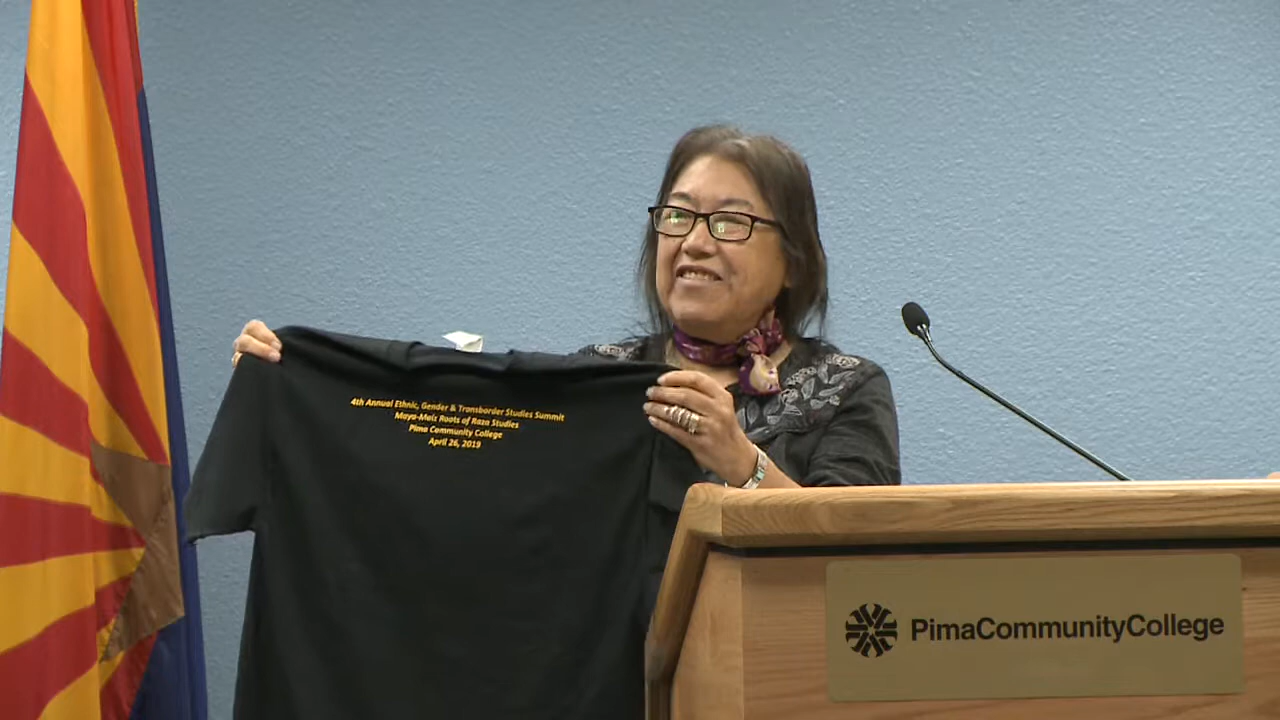 4th Annual Ethnic, Gender & Transborder Studies Summit
Maya-Maíz Roots of Raza Studies
Pima Community College
April 26, 2019
PimaCommunityCollege